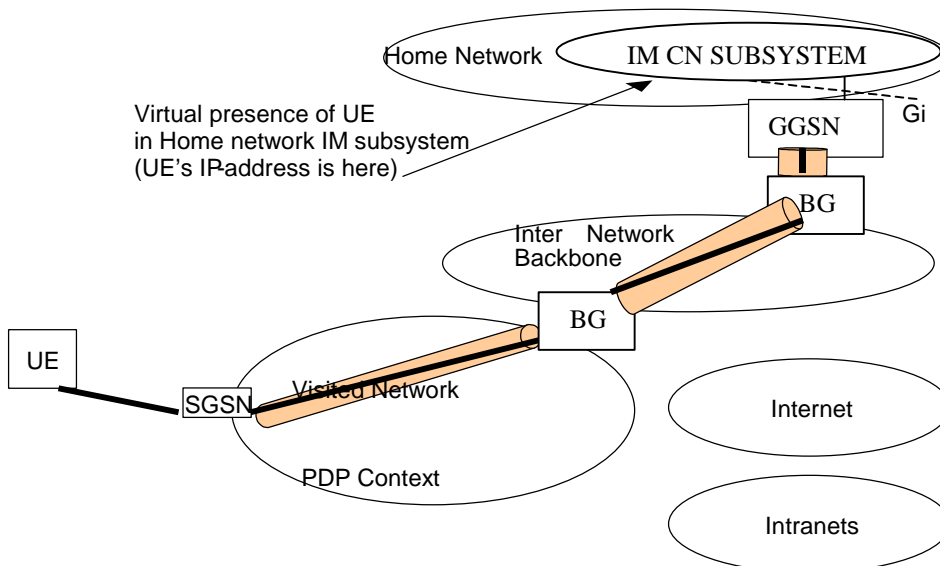 Home Network
IM CN SUBSYSTEM
Virtual presence of UE
in Home network IM subsystem
(UE's IP-address is here)
Gi
GGSN
BG
Inter Network
Backbone
BG
UE
SGSN
Visited Network
Internet
PDP Context
Intranets